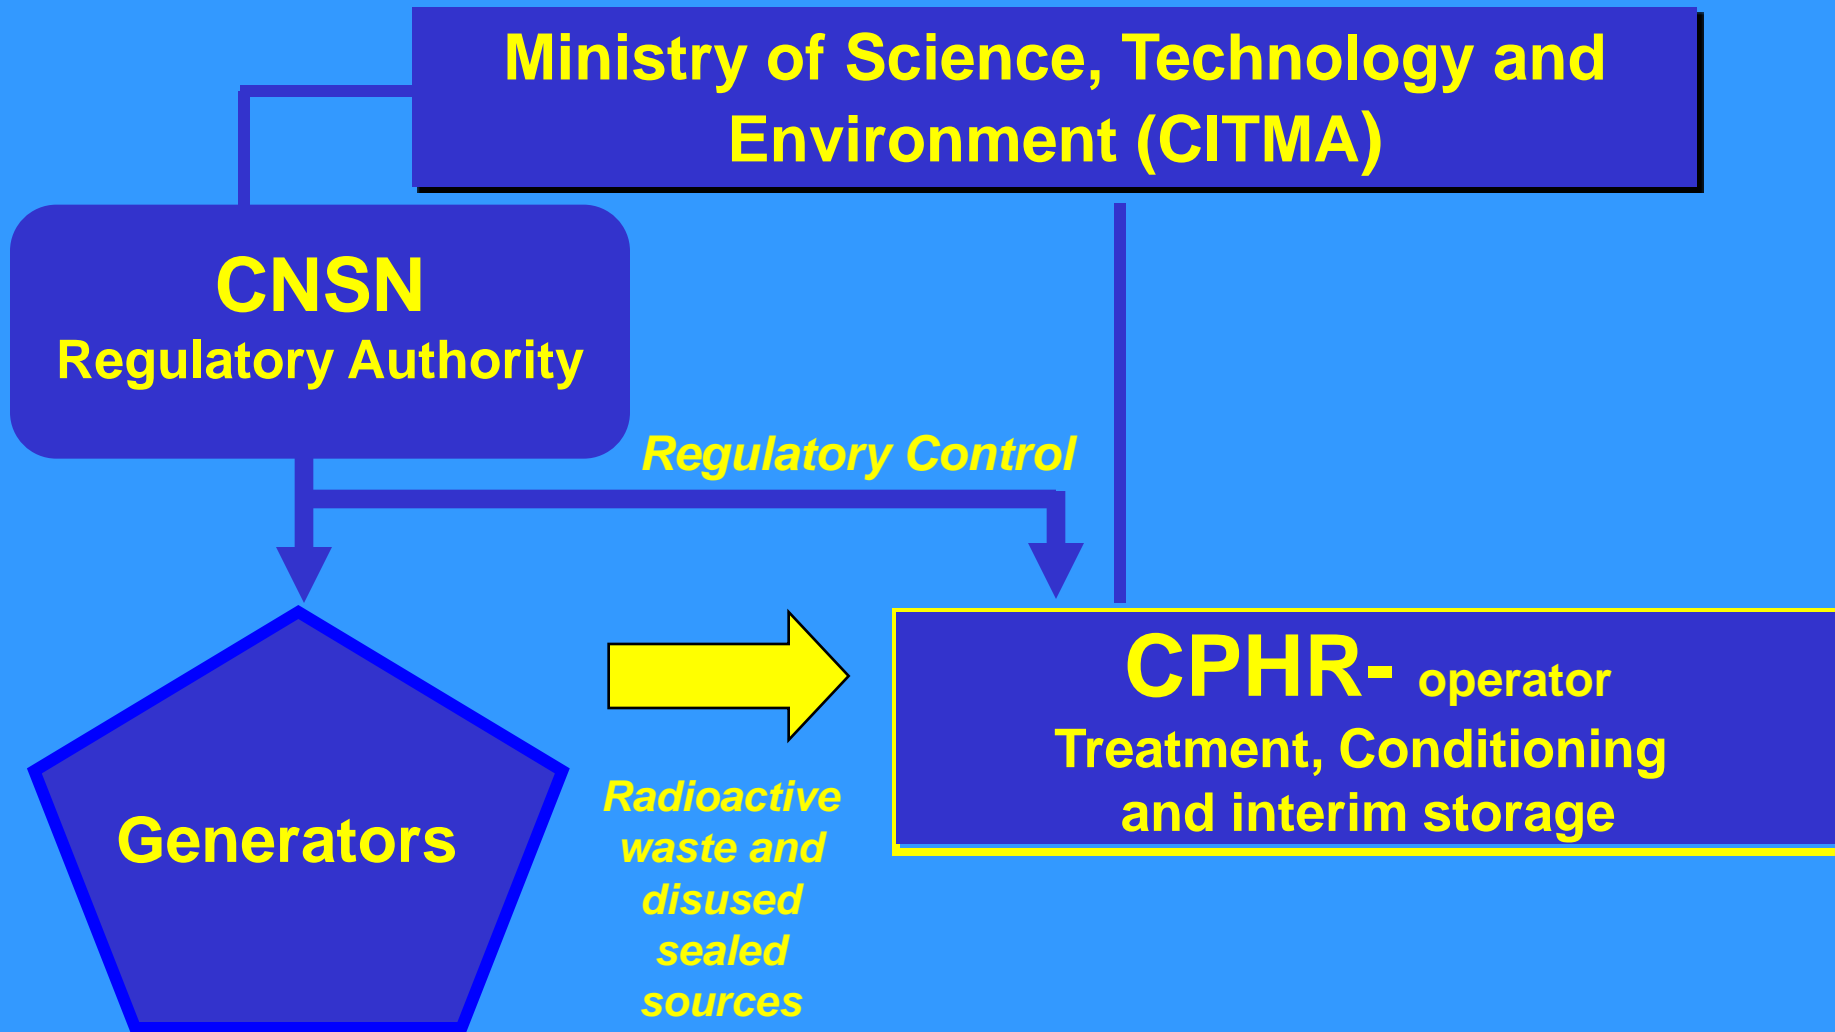 Ministry of Science, Technology and
Environment (CITMA)
CNSN
Regulatory Authority
Regulatory Control
Generators
Radioactive
waste and
disused
sealed
sources
CPHR- operator
Treatment, Conditioning
and interim storage